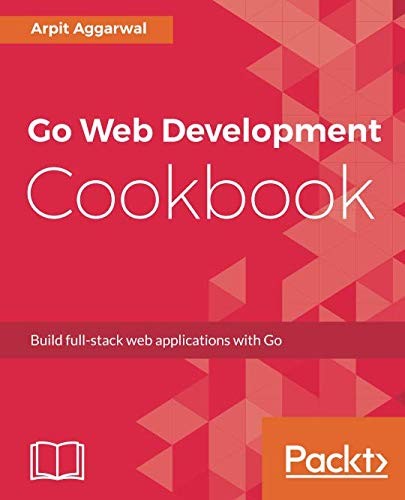 Arpit Aggarwal
Go Web Development
Cookbook
Build full-stack web applications with Go
Packt>